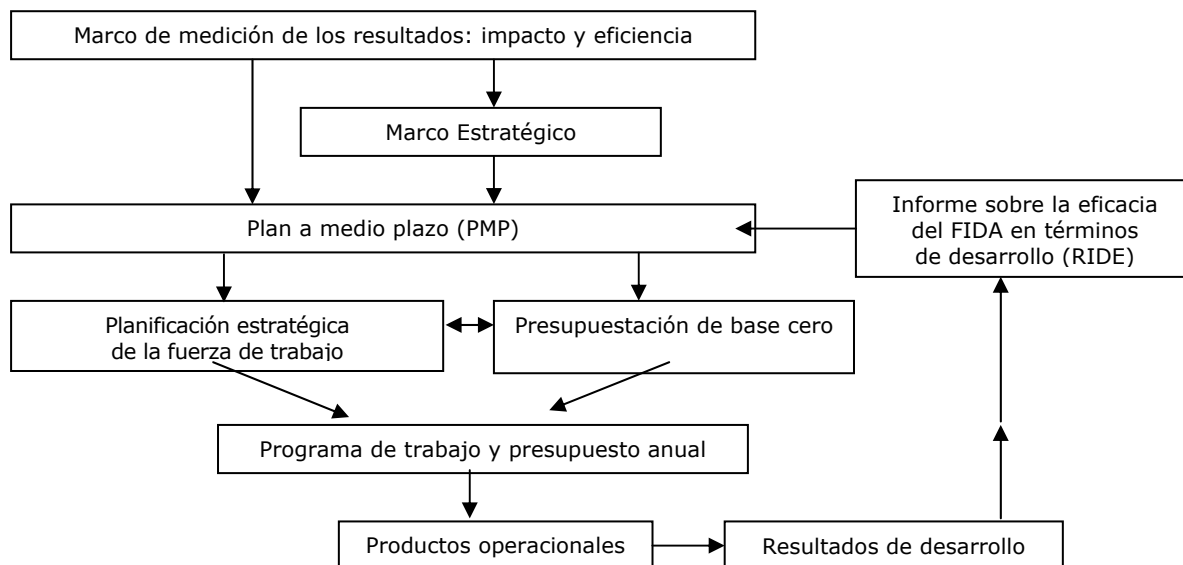 Marco de medición de los resultados: impacto y eficiencia
Marco Estratégico
Plan a medio plazo (PMP)
Informe sobre la eficacia
del FIDA en términos
de desarrollo (RIDE)
Planificación estratégica
de la fuerza de trabajo
Presupuestación de base cero
Programa de trabajo y presupuesto anual
Productos operacionales
Resultados de desarrollo